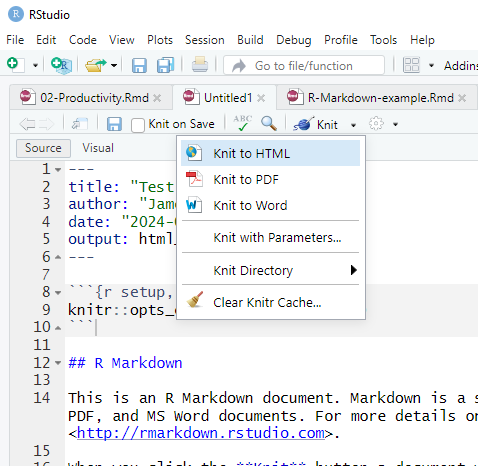 RStudio
File Edit Code View Plots Session Build Debug Profile Tools Help
Go to file/function Addins
02-Productivity.Rmd Untitled1 R-Markdown-example.Rmd
Knit on Save ABC Knit
Source Visual
Knit to HTML
Knit to PDF
Knit to Word
Knit with Parameters...
Knit Directory
Clear Knitr Cache...
1 ---
2 title: "Test
3 author: "Jam
4 date: "2024-
5 output: html_
6 ---
7
8 ```{r setup,
9 knitr::opts_
10 ```
11
12 ## R Markdown
13
14 This is an R Markdown document. Markdown is a s
PDF, and MS Word documents. For more details on
<http://rmarkdown.rstudio.com>.
15
16 When you click the **Knit** button a document